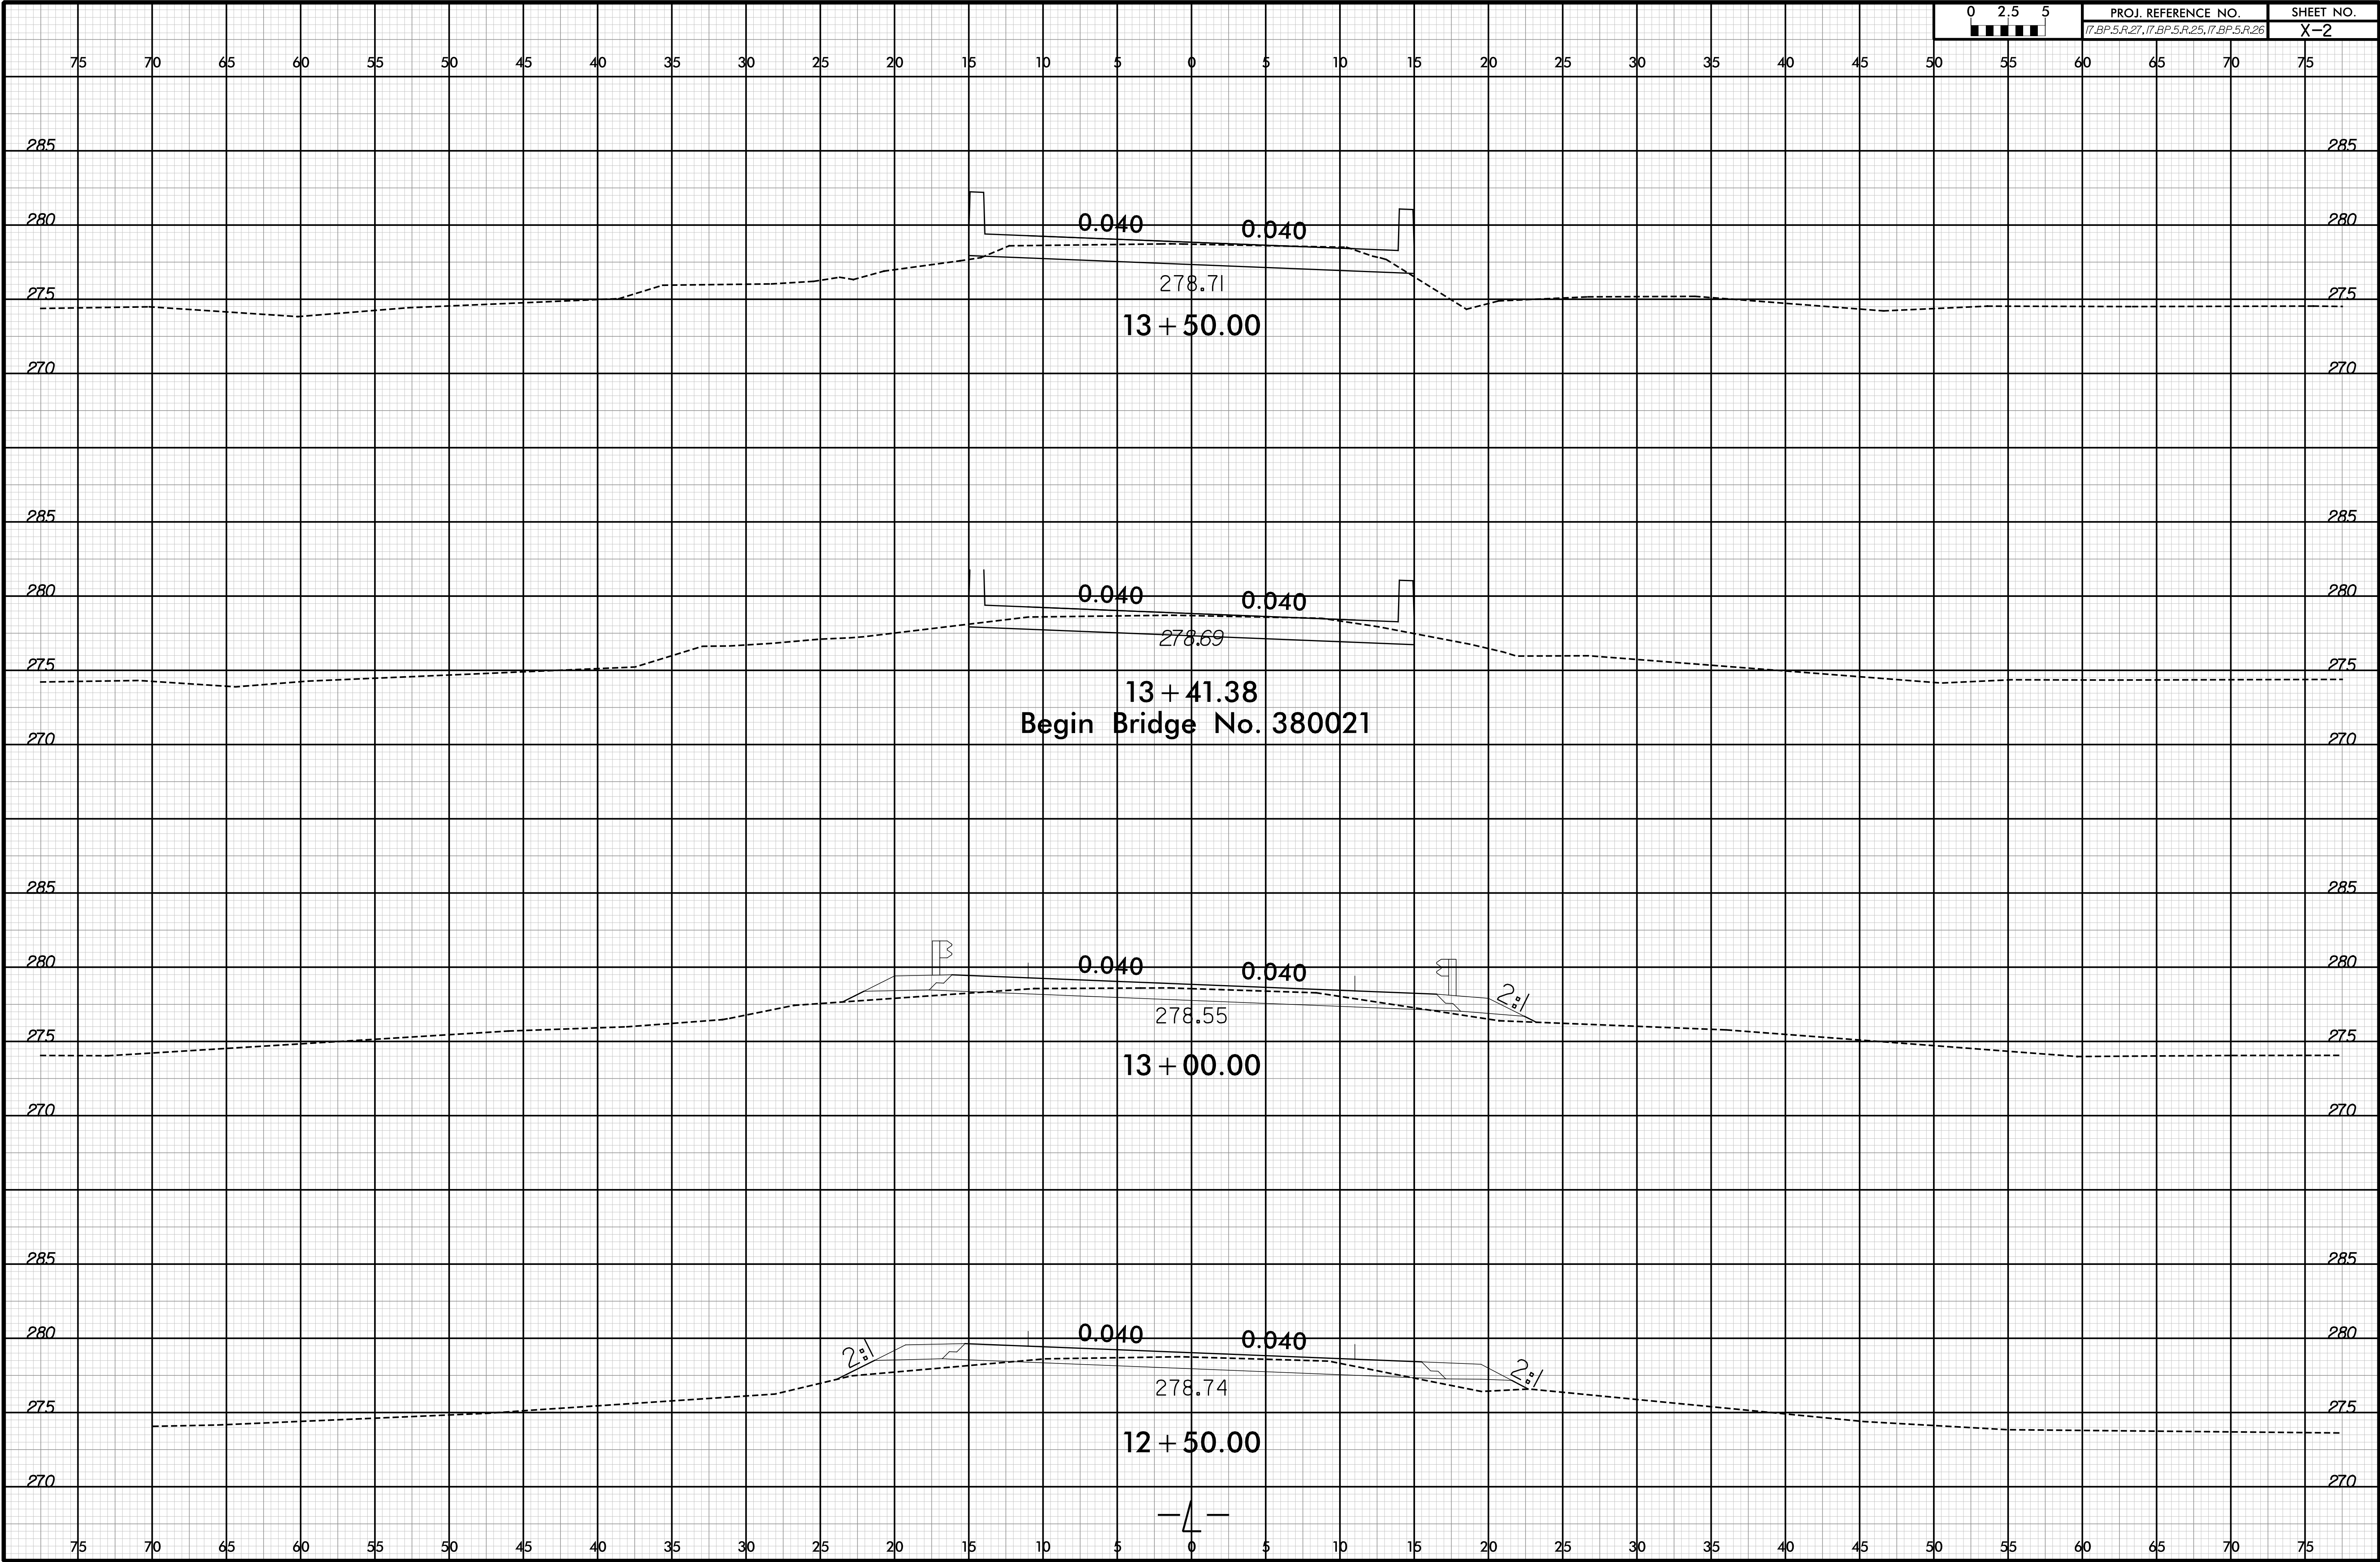 0 2.5 5 PROJ. REFERENCE NO. SHEET NO.
17.BP.5.R.27, 17.BP.5.R.25, 17.BP.5.R.26 X-2
75 70 65 60 55 50 45 40 35 30 25 20 15 10 5 0 5 10 15 20 25 30 35 40 45 50 55 60 65 70 75
285 285
280 0.040 0.040 280
275 278.71 275
13+50.00
270 270
285 285
280 0.040 0.040 280
278.69
275 275
13+41.38
Begin Bridge No. 380021
270 270
285 285
280 0.040 0.040 280
2:1
278.55
275 275
13+00.00
270 270
285 285
280 0.040 0.040 280
2:1 2:1
278.74
275 275
12+50.00
270 270
-L-
75 70 65 60 55 50 45 40 35 30 25 20 15 10 5 0 5 10 15 20 25 30 35 40 45 50 55 60 65 70 75